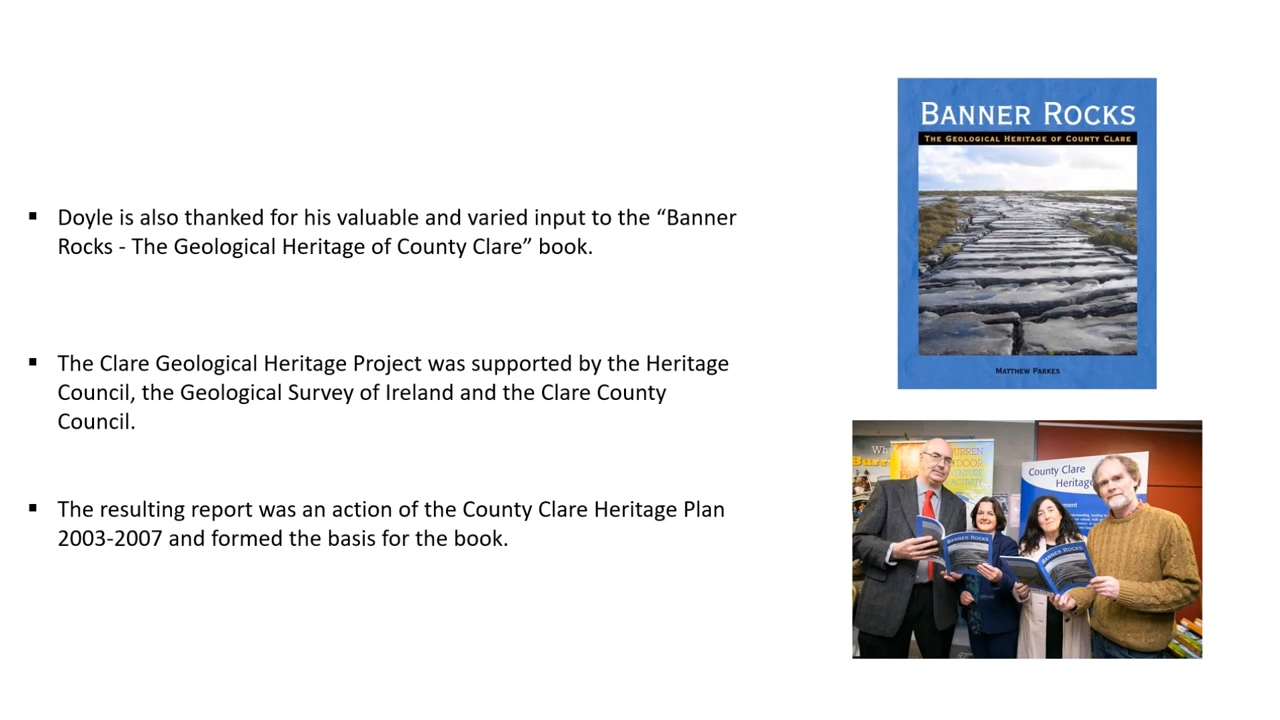 Doyle is also thanked for his valuable and varied input to the “Banner
Rocks - The Geological Heritage of County Clare” book.
The Clare Geological Heritage Project was supported by the Heritage
Council, the Geological Survey of Ireland and the Clare County
Council.
The resulting report was an action of the County Clare Heritage Plan
2003-2007 and formed the basis for the book.
BANNER ROCKS
THE GEOLOGICAL HERITAGE OF COUNTY CLARE
MATTHEW PARKES
County Clare
Heritage
BANNER ROCKS
BANNER ROCKS